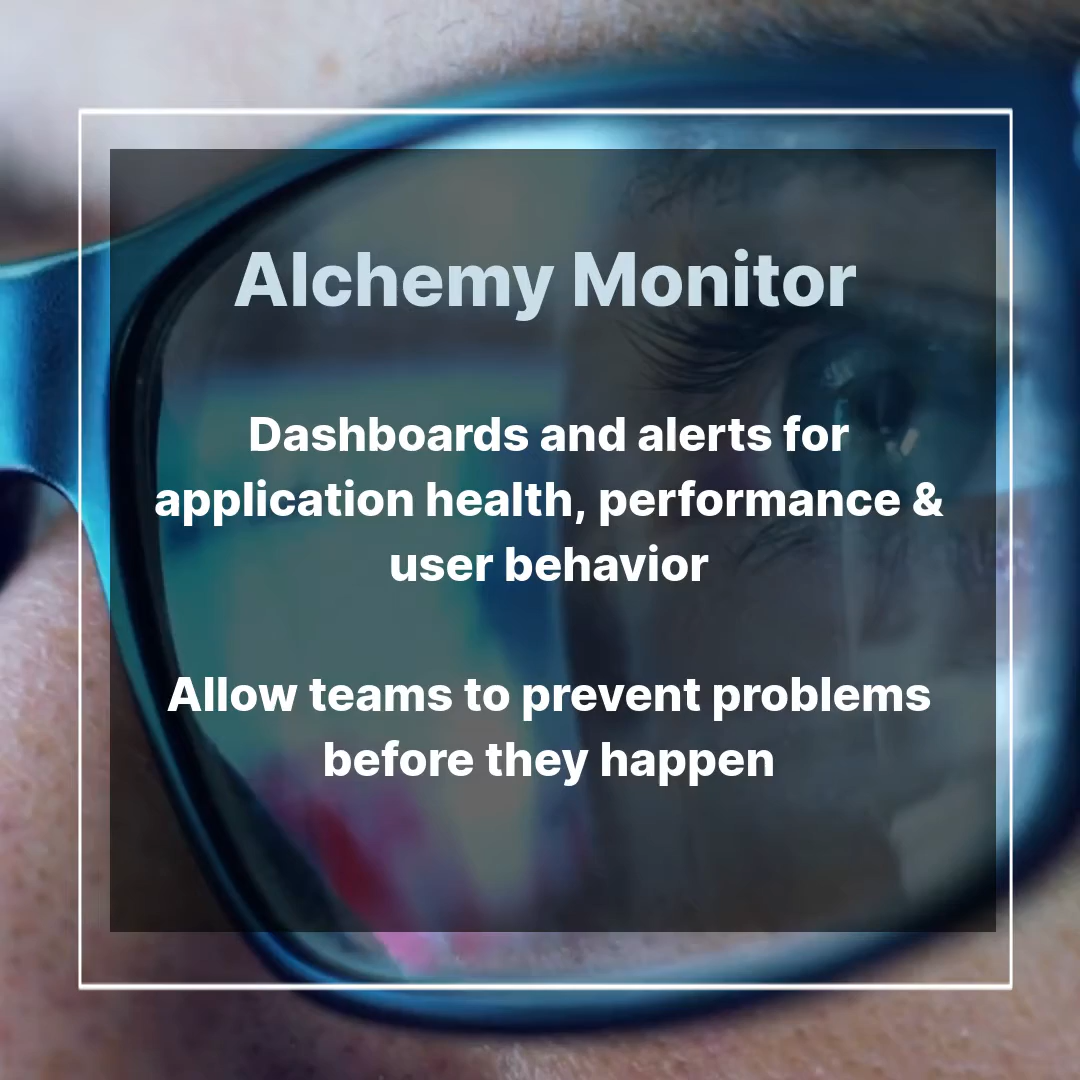 Alchemy Monitor
Dashboards and alerts for
application health, performance &
user behavior
Allow teams to prevent problems
before they happen